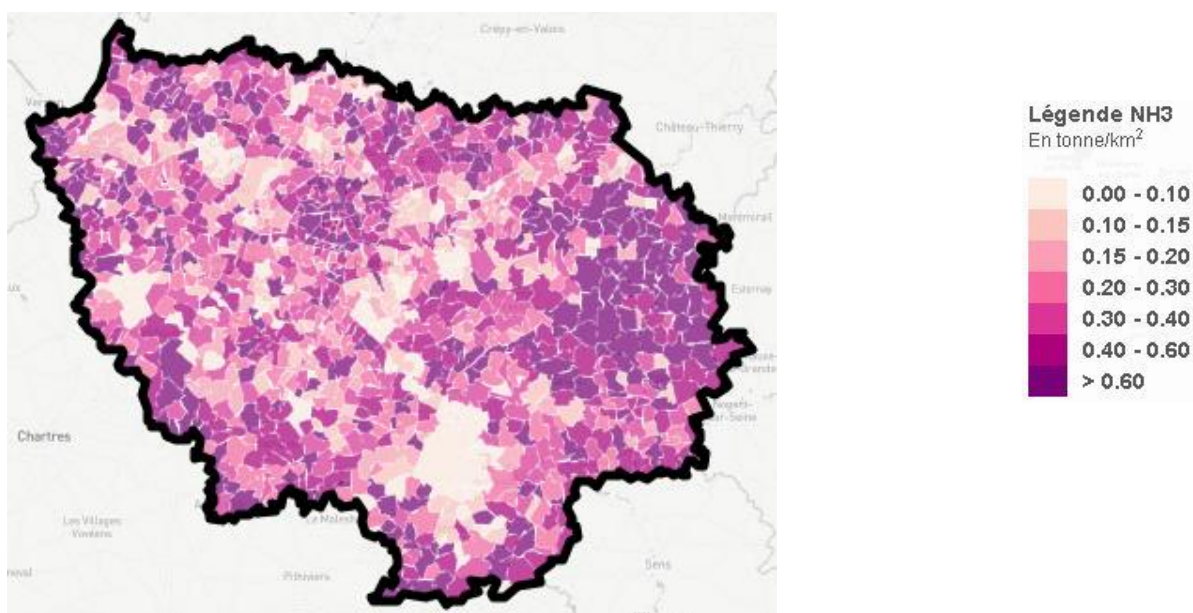 Crépy-en-Valois
Château-Thierry
Montmirail
Esternay
Chartres
Les Villages
Vovéens
Pithiviers
Sens
Légende NH3
En tonne/km²
0.00 - 0.10
0.10 - 0.15
0.15 - 0.20
0.20 - 0.30
0.30 - 0.40
0.40 - 0.60
> 0.60